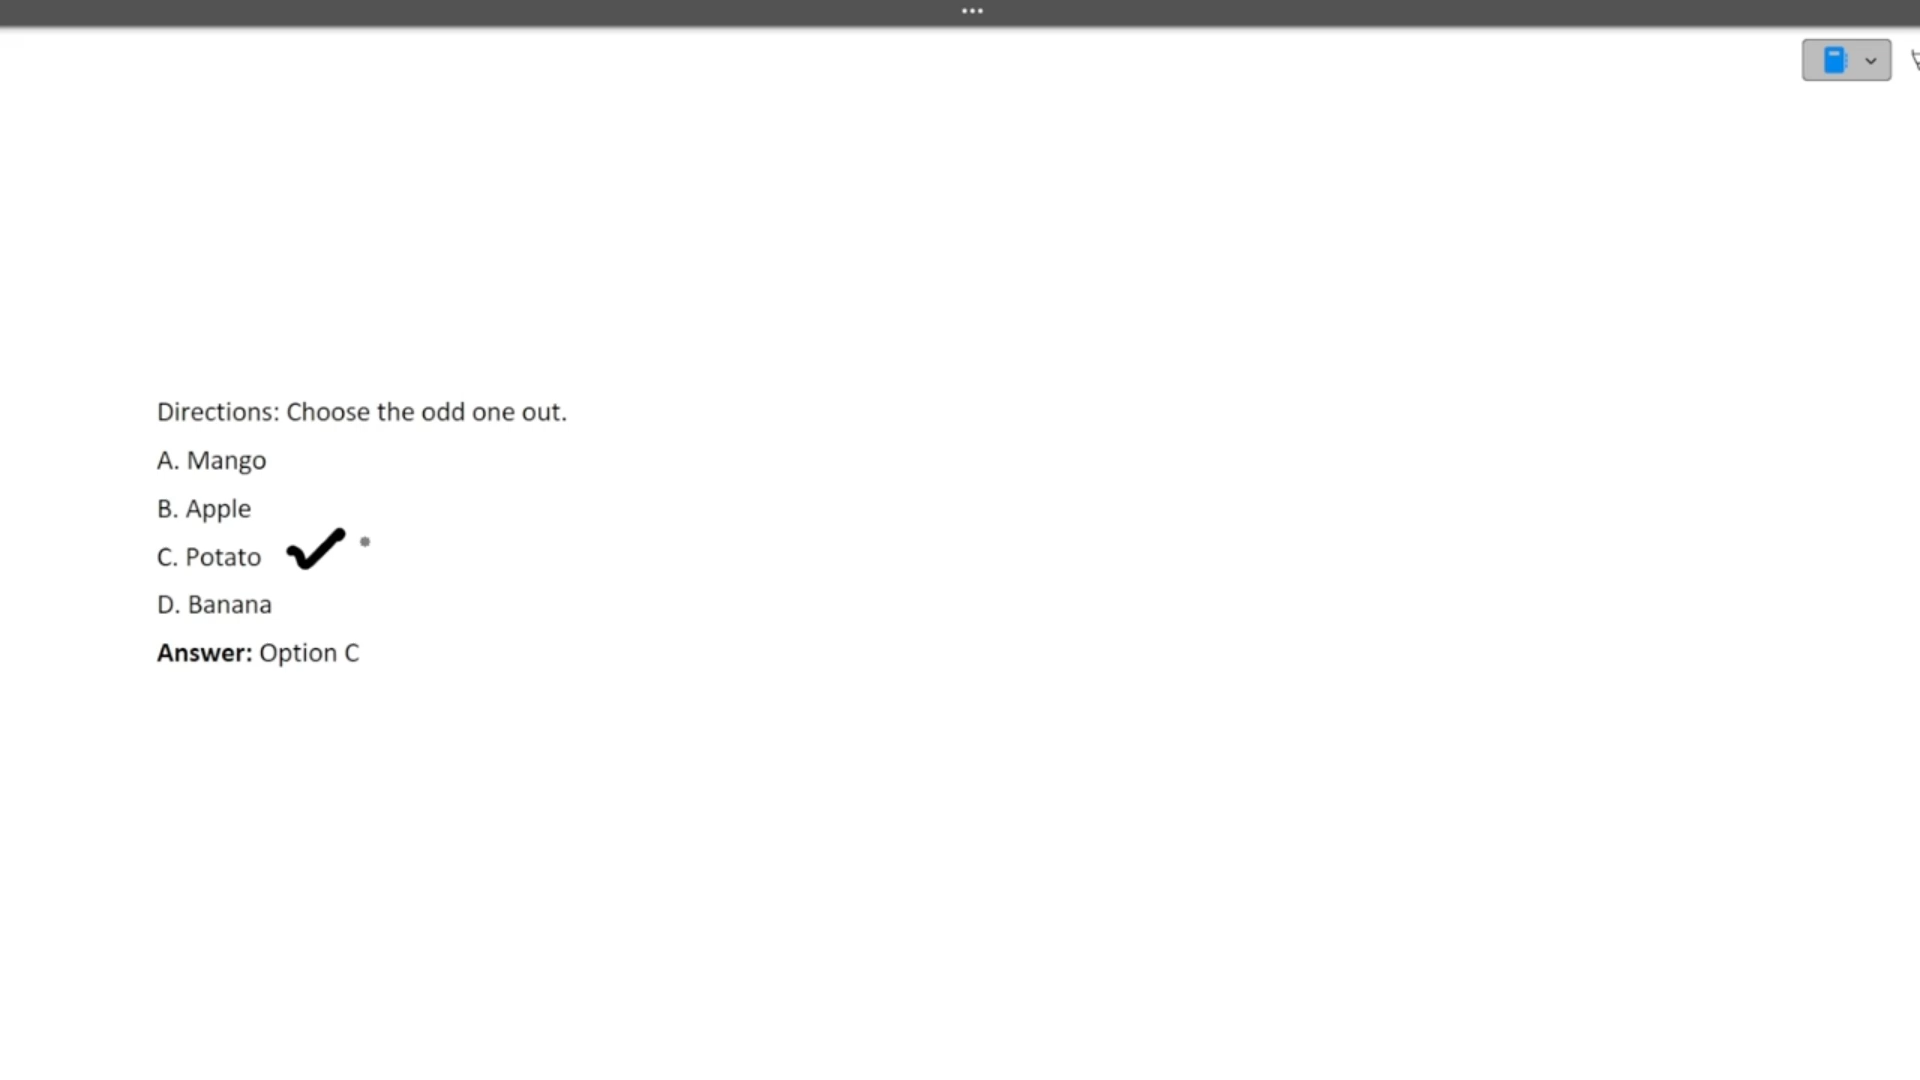 Directions: Choose the odd one out.
A. Mango
B. Apple
C. Potato
D. Banana
Answer: Option C